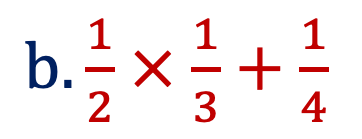 b. 1/2 × 1/3 + 1/4